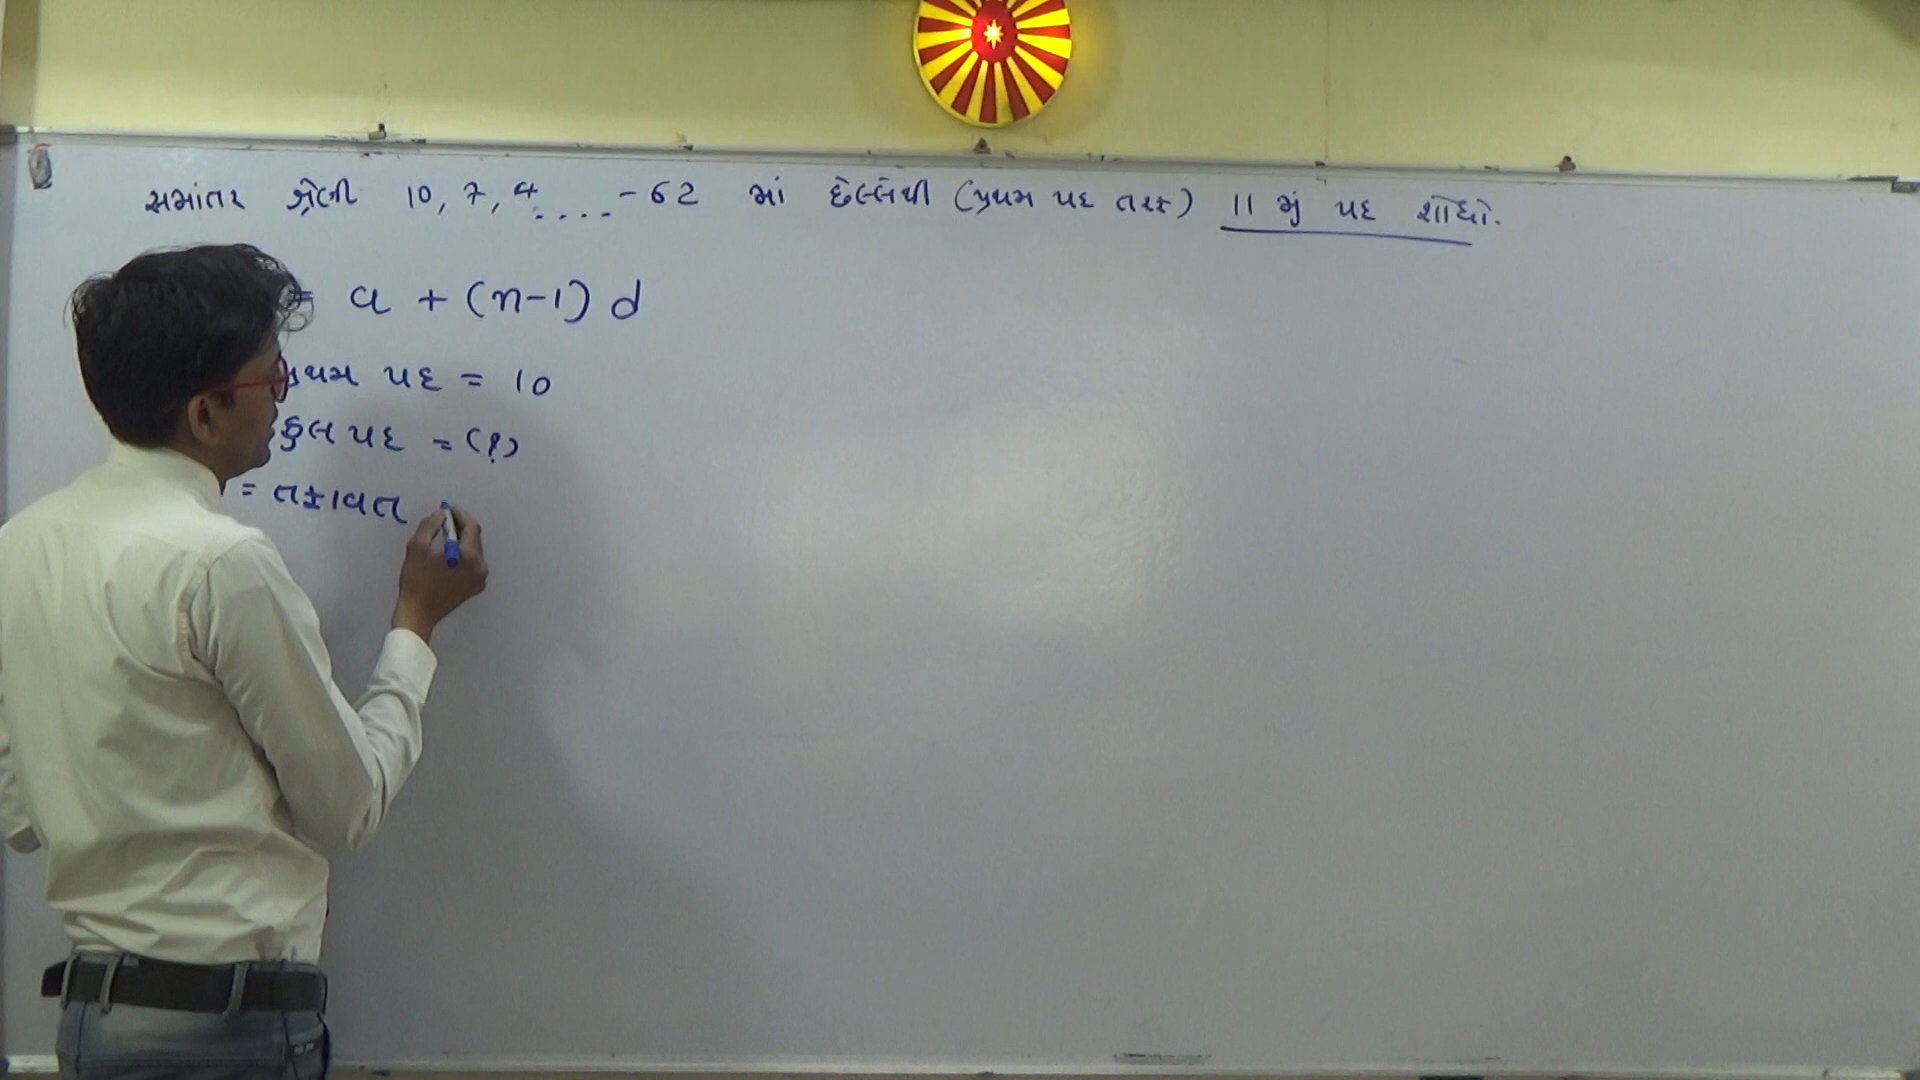 સમાંતર શ્રેણી 10, 7, 4, .... -62 માં છેલ્લેથી (પ્રથમ પદ તરફ) 11 મું પદ શોધો.
= a + (n-1) d
પ્રથમ પદ = 10
કુલ પદ = (?)
= તફાવત